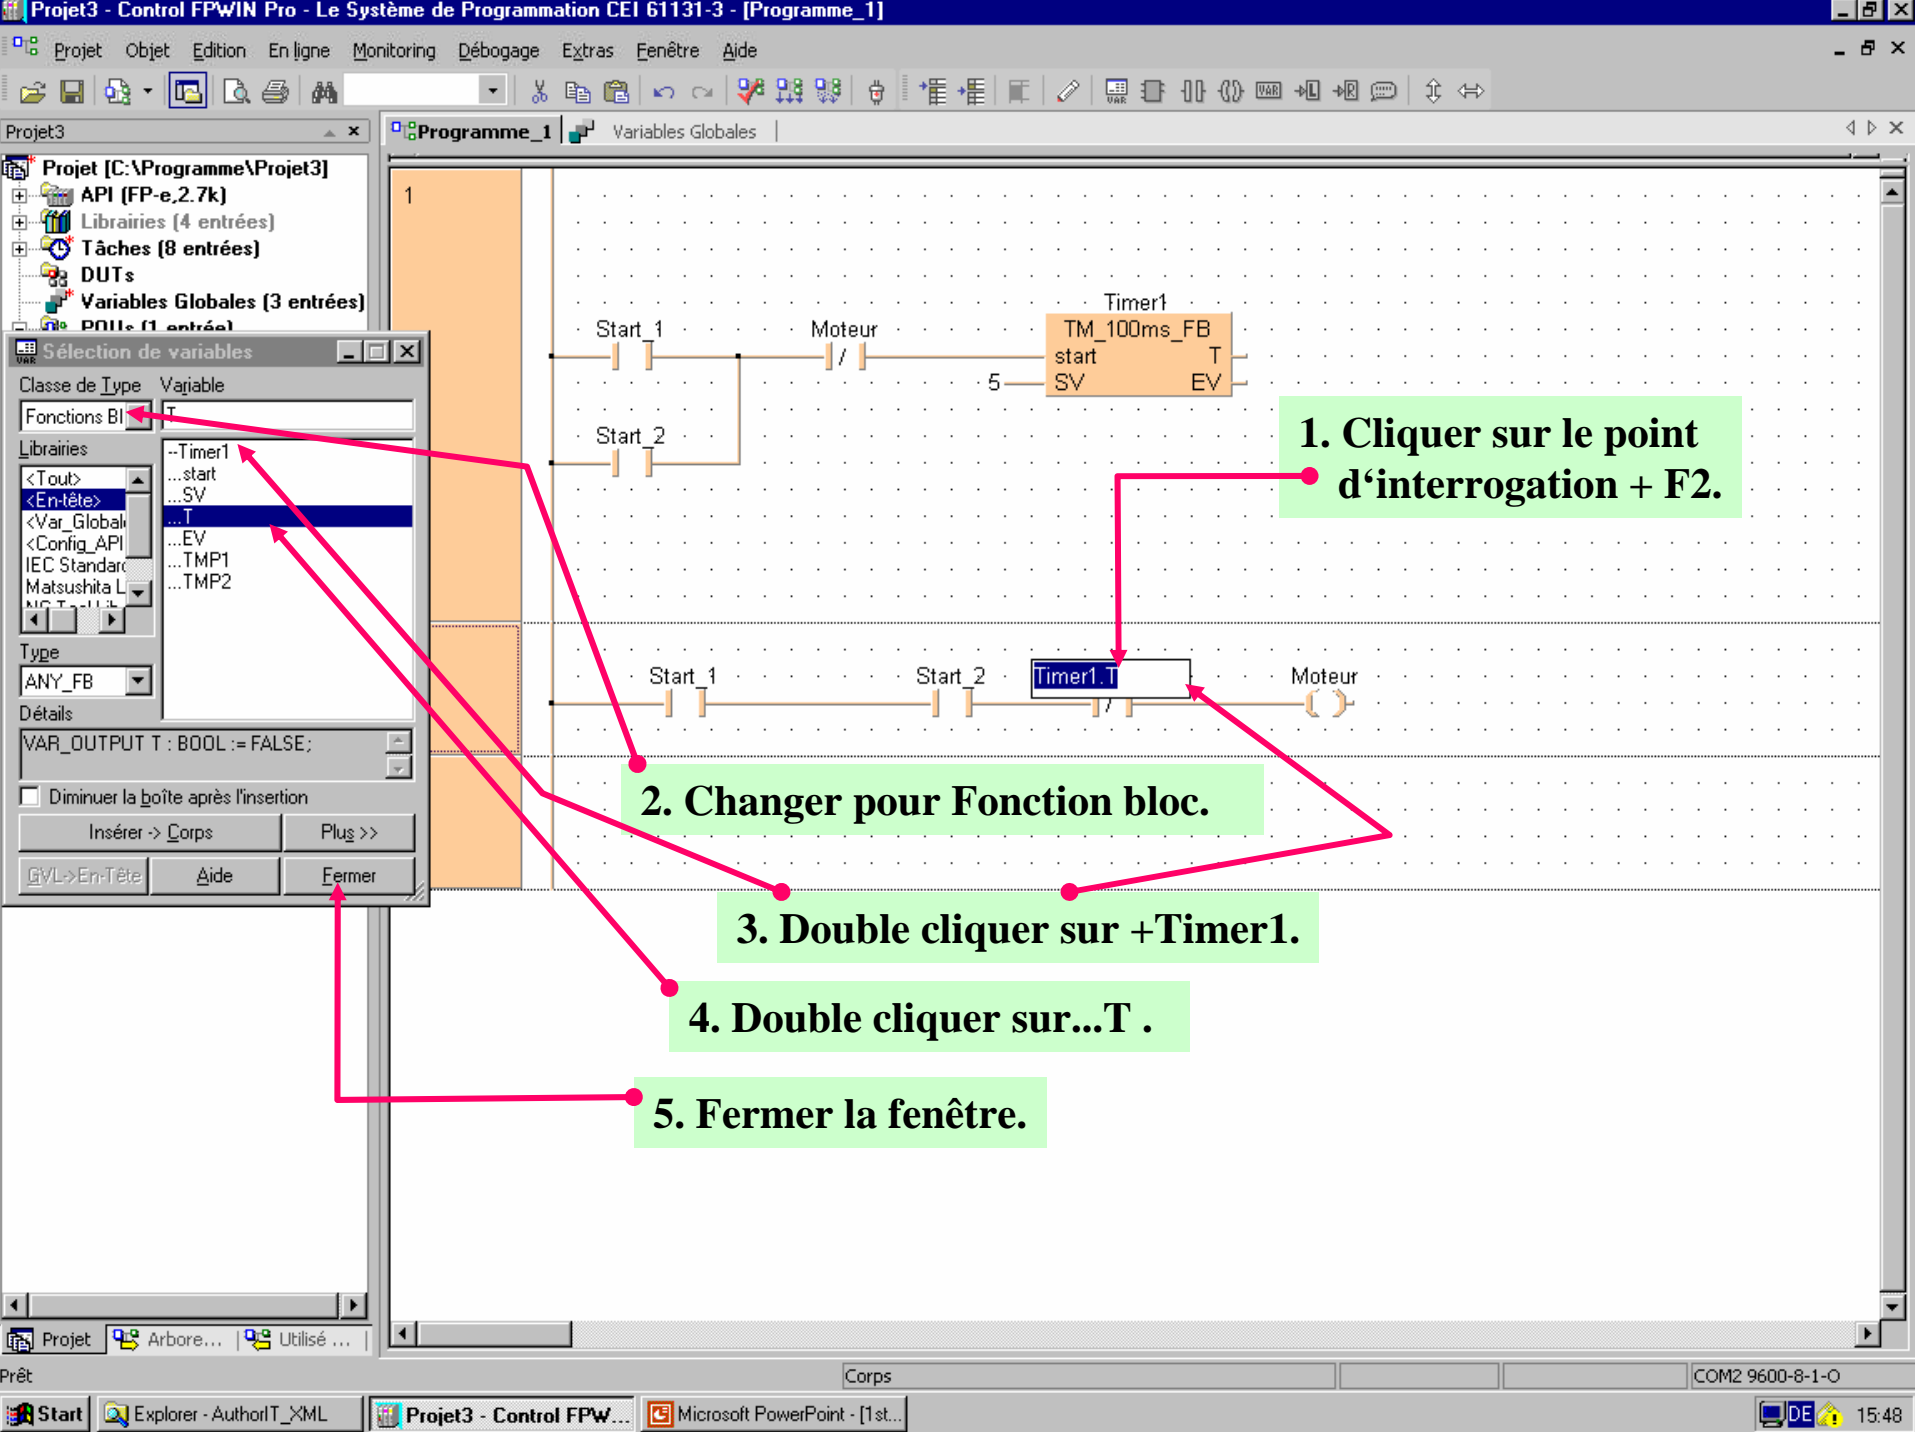 Projet3 - Control FPWIN Pro - Le Système de Programmation CEI 61131-3 - [Programme_1]
Projet Objet Edition En ligne Monitoring Débogage Extras Fenêtre Aide
Projet3
Programme_1 Variables Globales
Projet [C:\Programme\Projet3]
API (FP-e,2.7k)
Librairies (4 entrées)
Tâches (8 entrées)
DUTs
Variables Globales (3 entrées)
POUs (1 entrée)
Sélection de variables
Classe de Type Variable
Fonctions Bl T
Librairies
<Tout>
<En-tête>
<Var_Global
<Config_API
IEC Standard
Matsushita L
--Timer1
...start
...SV
...T
...EV
...TMP1
...TMP2
Type
ANY_FB
Détails
VAR_OUTPUT T : BOOL := FALSE;
Diminuer la boîte après l'insertion
Insérer -> Corps Plus >>
GVL->En-Tête Aide Fermer
1
Timer1
Start_1 Moteur TM_100ms_FB
start T
5 SV EV
Start_2
1. Cliquer sur le point
d‘interrogation + F2.
Start_1 Start_2 Timer1.T Moteur
2. Changer pour Fonction bloc.
3. Double cliquer sur +Timer1.
4. Double cliquer sur...T .
5. Fermer la fenêtre.
Projet Arbore... Utilisé ...
Prêt Corps COM2 9600-8-1-O
Start Explorer - AuthorIT_XML Projet3 - Control FPW... Microsoft PowerPoint - [1st... DE 15:48